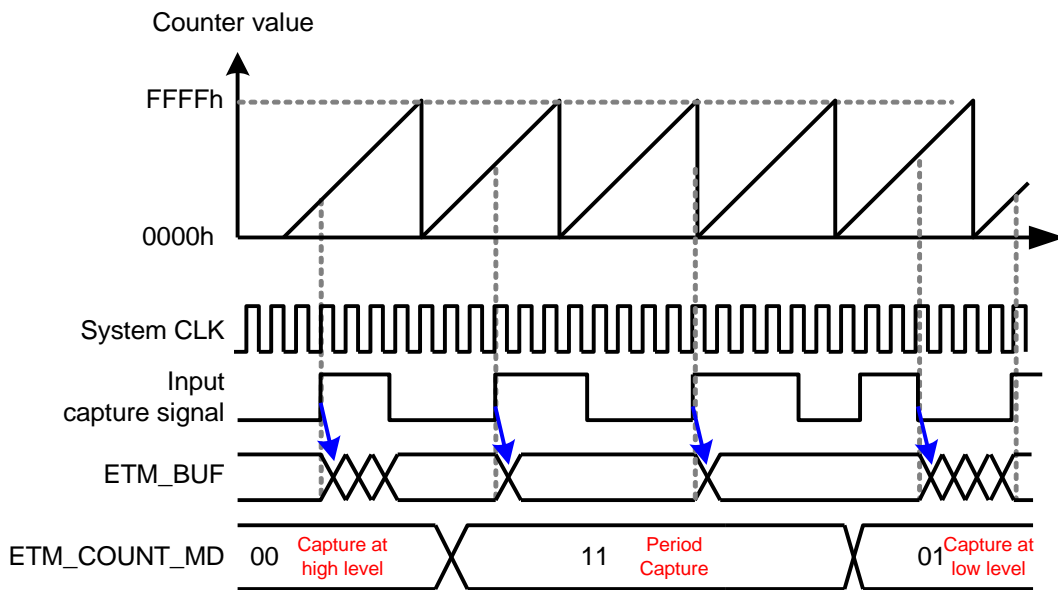 Counter value
FFFFh
0000h
System CLK
Input
capture signal
ETM_BUF
ETM_COUNT_MD
00
Capture at
high level
11
Period
Capture
01
Capture at
low level